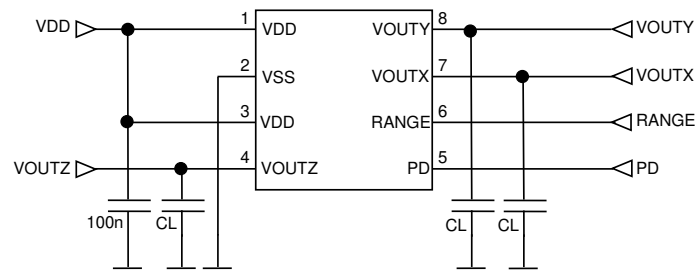 VDD 1 VDD VOUTY 8 VOUTY
2 VSS VOUTX 7 VOUTX
3 VDD RANGE 6 RANGE
VOUTZ 4 VOUTZ PD 5 PD
100n CL CL CL